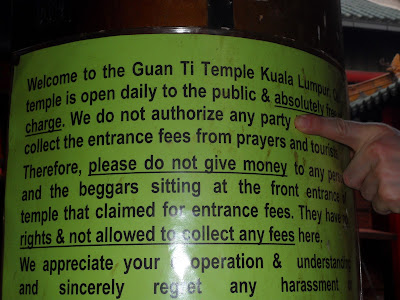 Welcome to the Guan Ti Temple Kuala Lumpur,
temple is open daily to the public & absolutely free
charge. We do not authorize any party
collect the entrance fees from prayers and tourists
Therefore, please do not give money to any
and the beggars sitting at the front entrance of
temple that claimed for entrance fees. They have
rights & not allowed to collect any fees here.
We appreciate your operation & understanding
and sincerely regret any harassment